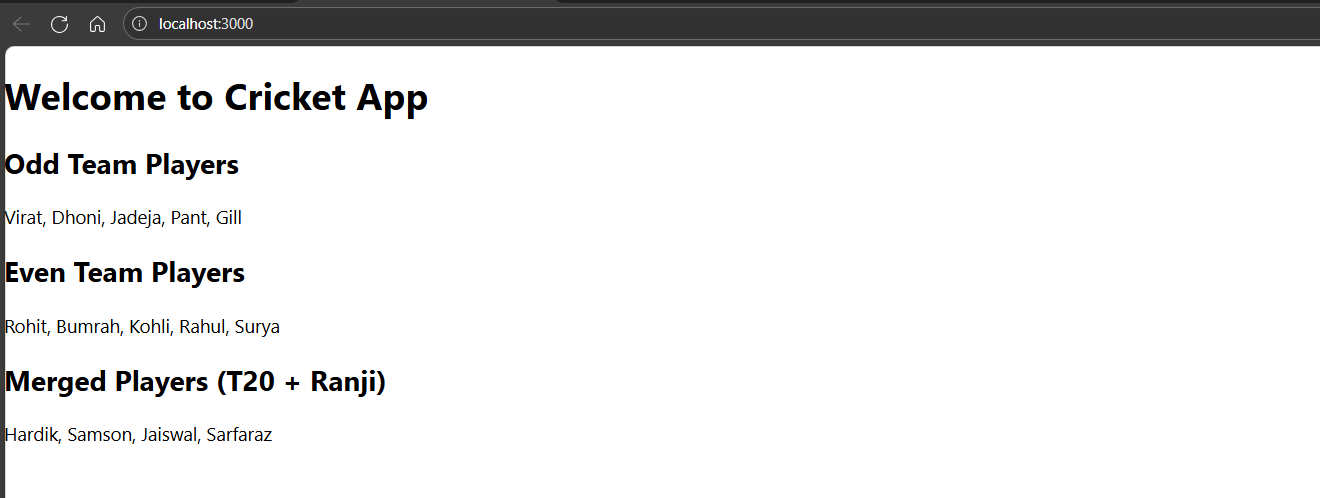 localhost:3000
Welcome to Cricket App
Odd Team Players
Virat, Dhoni, Jadeja, Pant, Gill
Even Team Players
Rohit, Bumrah, Kohli, Rahul, Surya
Merged Players (T20 + Ranji)
Hardik, Samson, Jaiswal, Sarfaraz